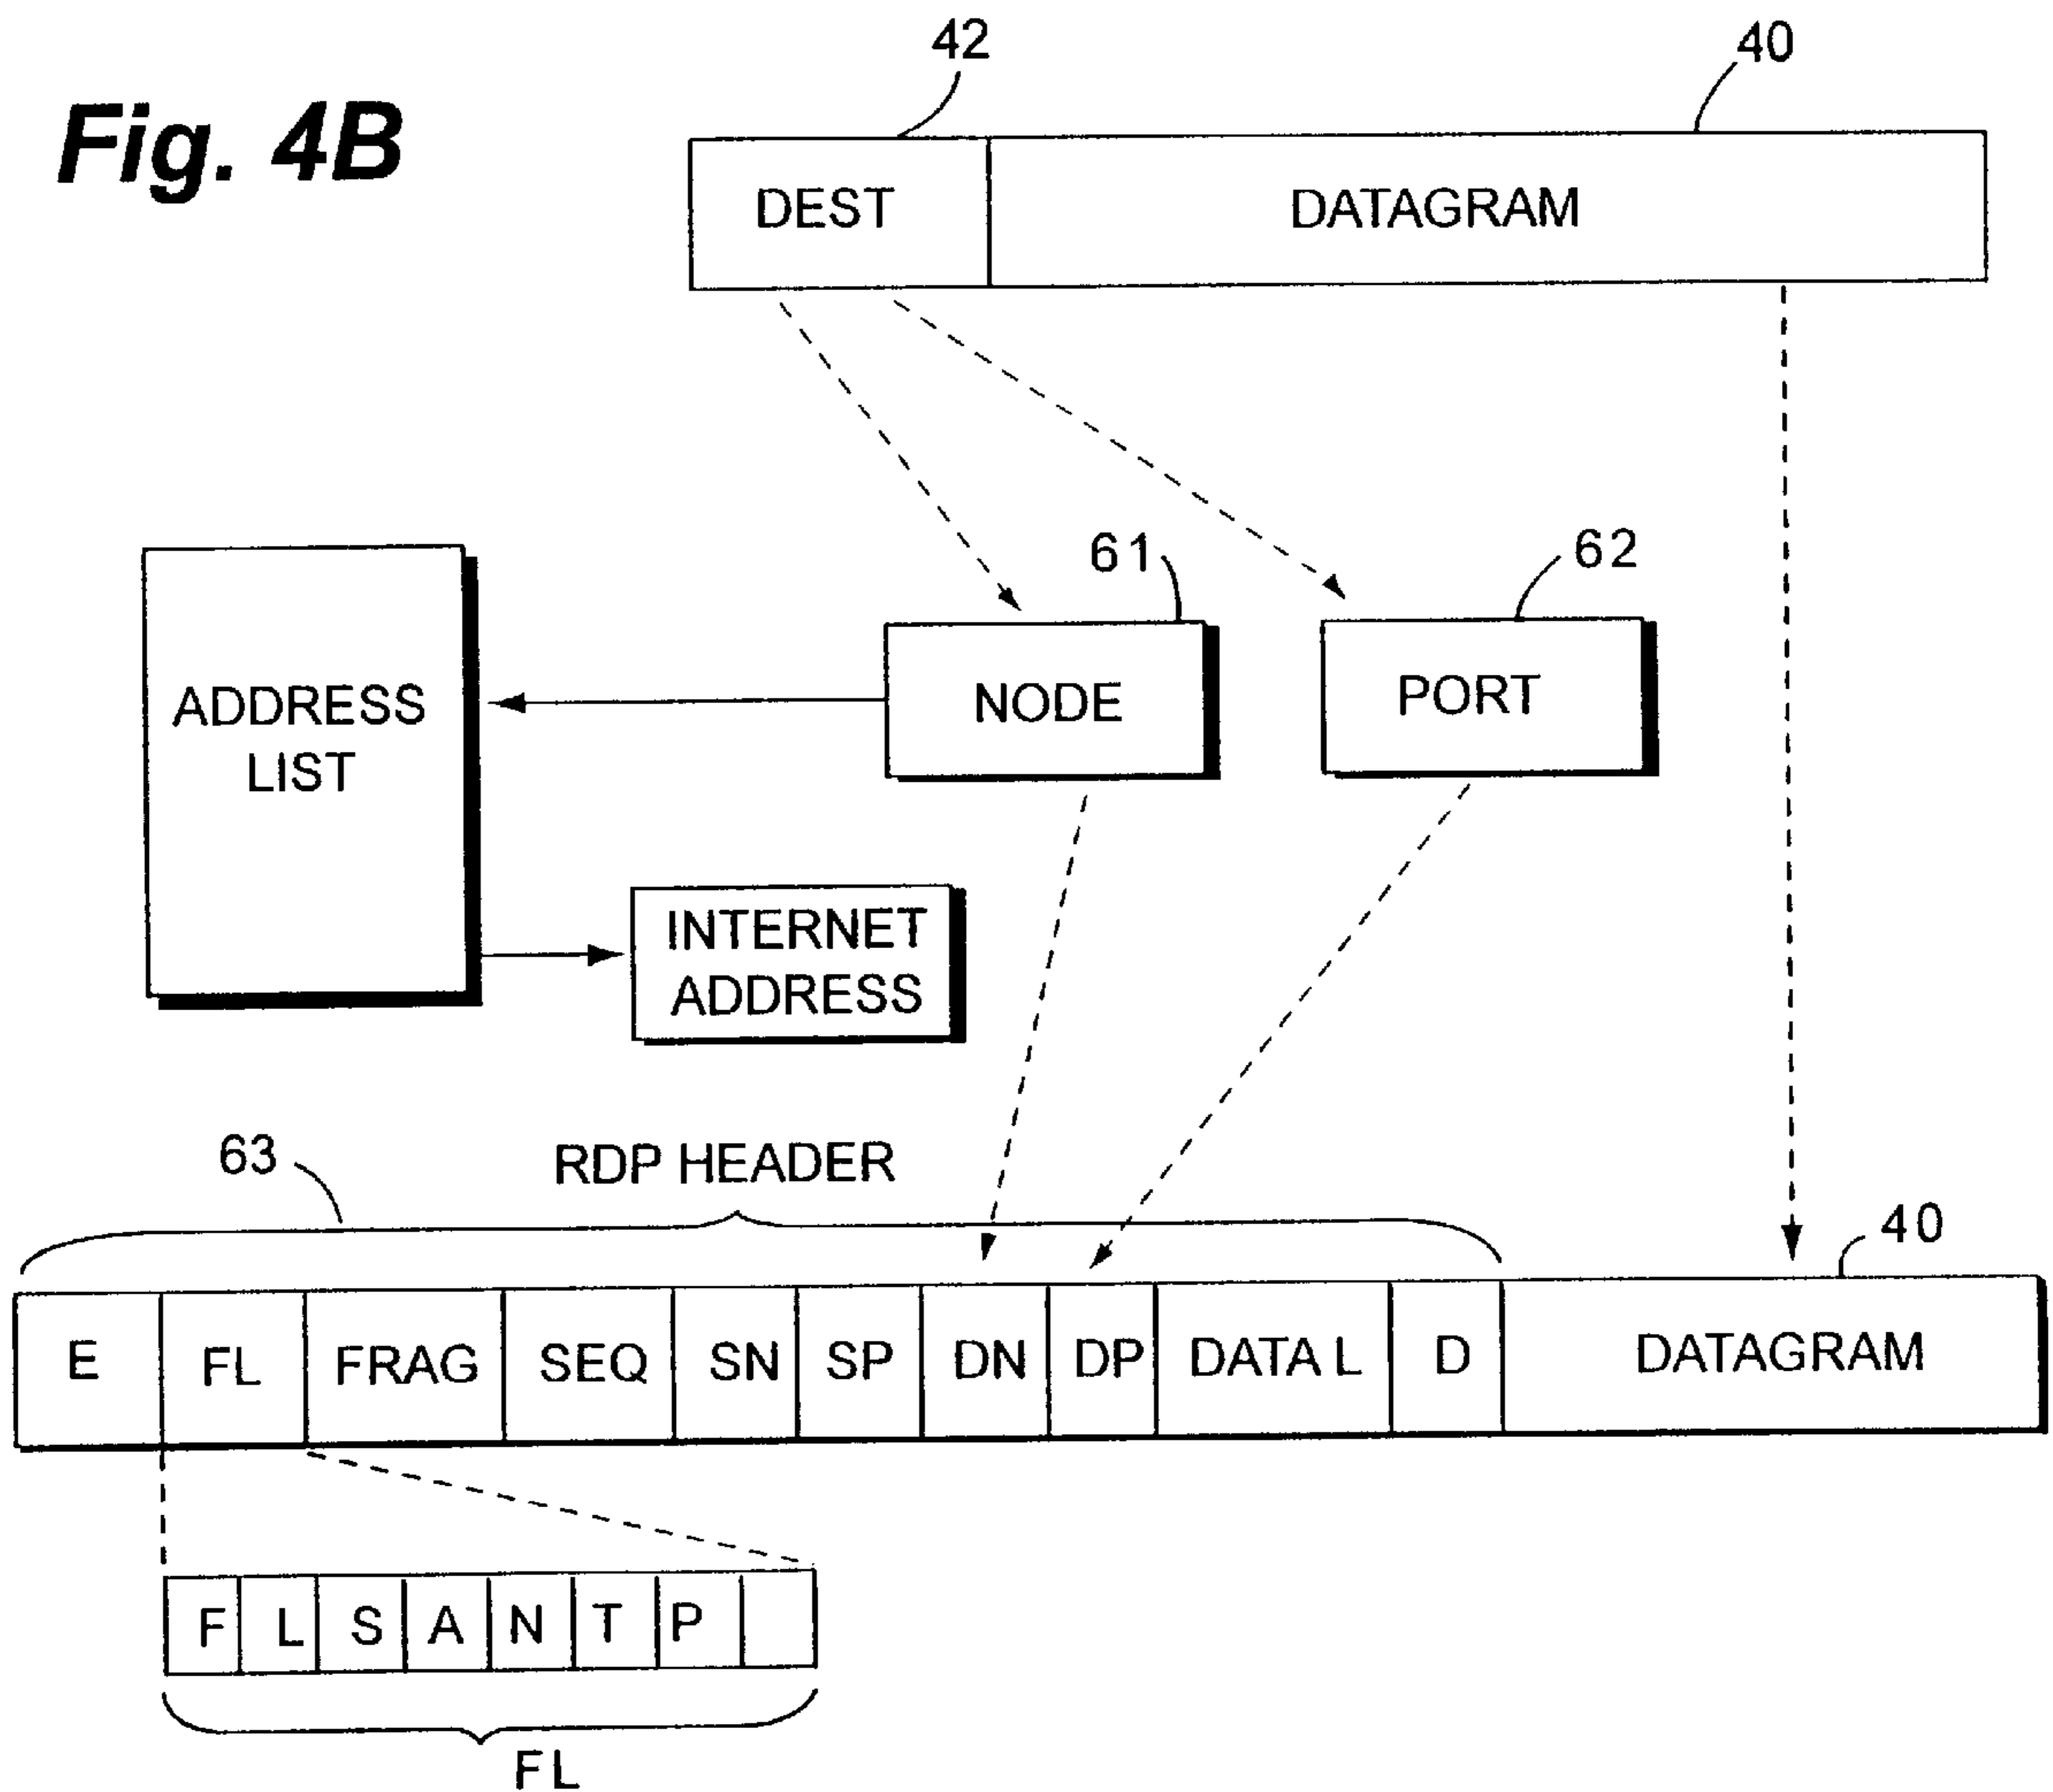 Fig. 4B
42
40
DEST DATAGRAM
61
62
ADDRESS
LIST
NODE
PORT
INTERNET
ADDRESS
63
RDP HEADER
40
E FL FRAG SEQ SN SP DN DP DATA L D DATAGRAM
F L S A N T P
FL